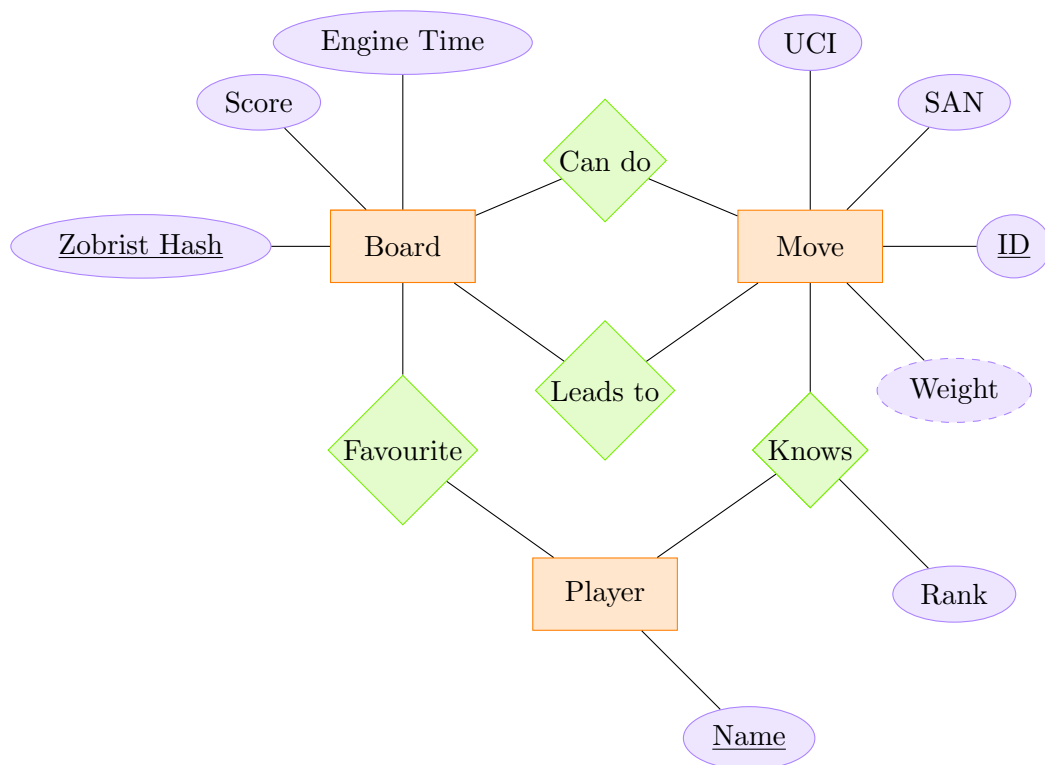 Engine Time
UCI
Score
SAN
Can do
Zobrist Hash
Board
Move
ID
Leads to
Weight
Favourite
Knows
Player
Rank
Name